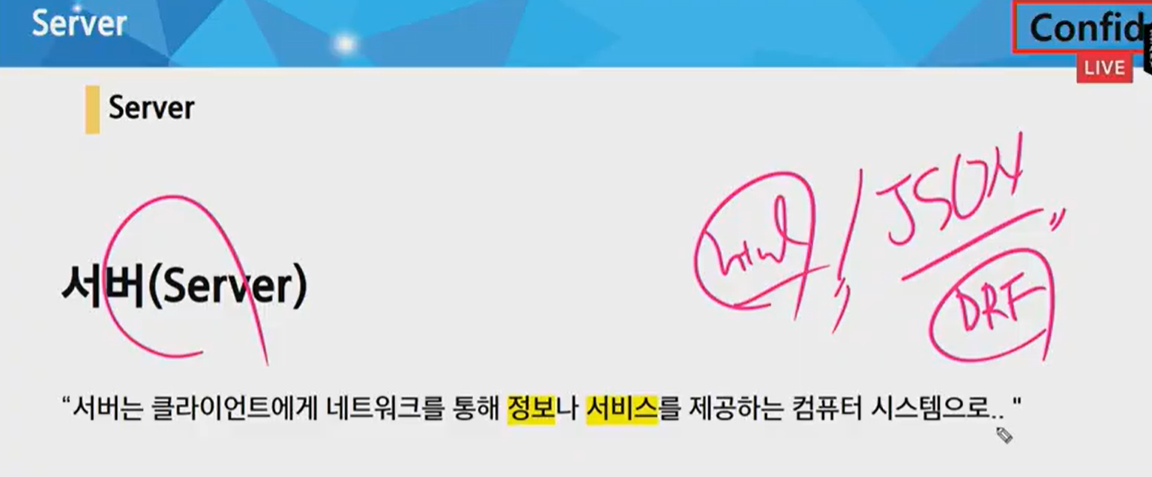 Server
Confid
LIVE
Server
html / JSON
DRF
서버(Server)
“서버는 클라이언트에게 네트워크를 통해 정보나 서비스를 제공하는 컴퓨터 시스템으로.. "